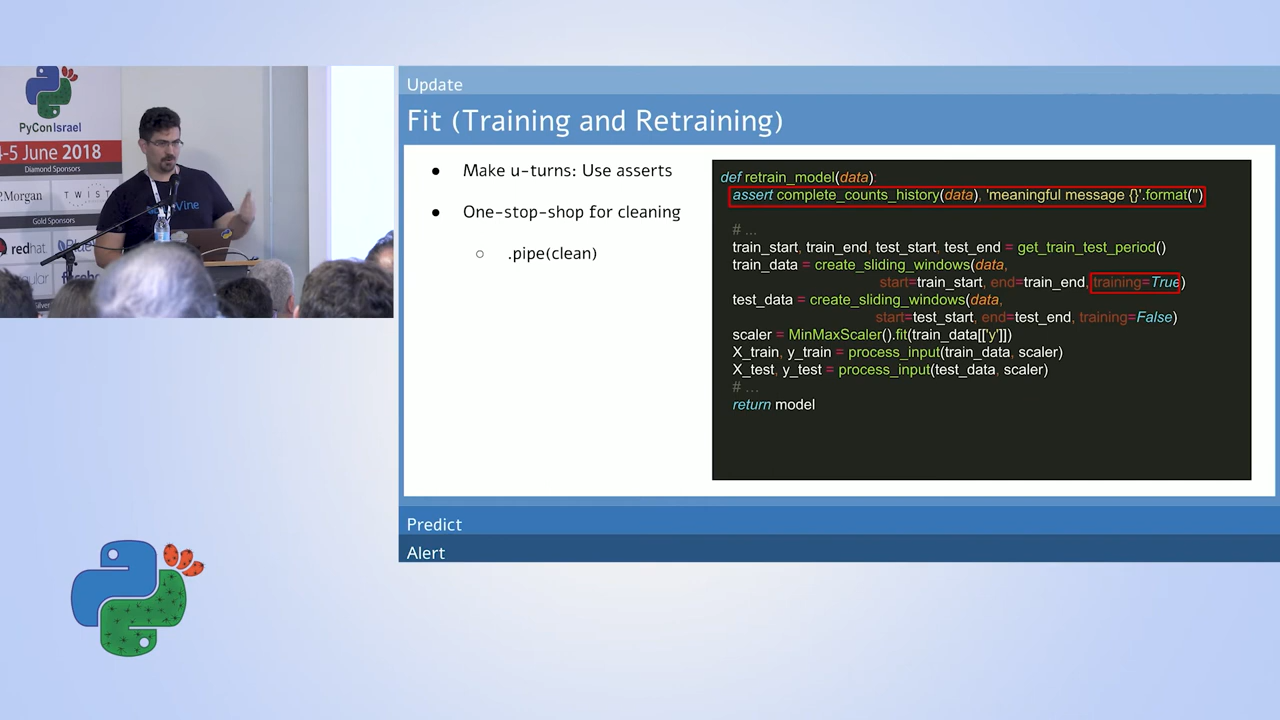 PyConIsrael
4-5 June 2018
Diamond Sponsors
P.Morgan
TWIST
Gold Sponsors
redhat
Vine
Update
Fit (Training and Retraining)
● Make u-turns: Use asserts
● One-stop-shop for cleaning
○ .pipe(clean)
def retrain_model(data):
assert complete_counts_history(data), 'meaningful message {}'.format('')
# ...
train_start, train_end, test_start, test_end = get_train_test_period()
train_data = create_sliding_windows(data,
start=train_start, end=train_end, training=True)
test_data = create_sliding_windows(data,
start=test_start, end=test_end, training=False)
scaler = MinMaxScaler().fit(train_data[['y']])
X_train, y_train = process_input(train_data, scaler)
X_test, y_test = process_input(test_data, scaler)
# ...
return model
Predict
Alert